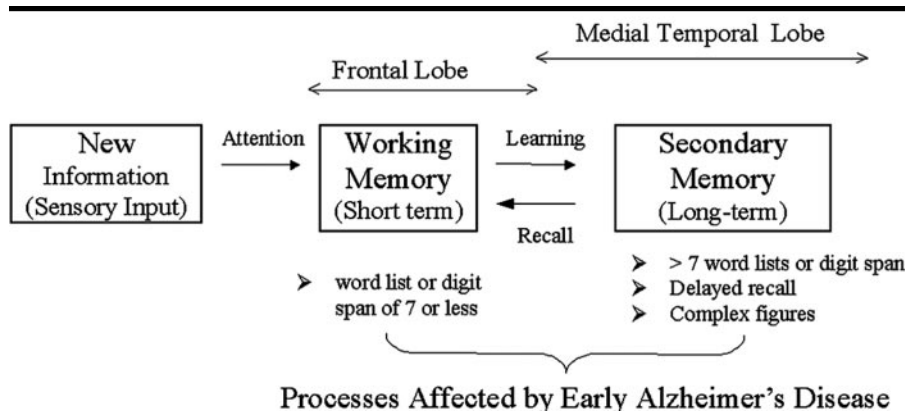 Medial Temporal Lobe
Frontal Lobe
New
Information
(Sensory Input)
Attention
Working
Memory
(Short term)
Learning
Recall
Secondary
Memory
(Long-term)
➢ word list or digit
span of 7 or less
➢ > 7 word lists or digit span
➢ Delayed recall
➢ Complex figures
Processes Affected by Early Alzheimer's Disease